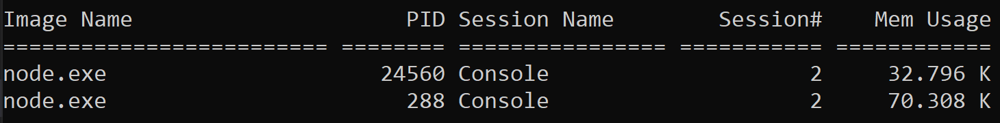 Image Name                     PID Session Name        Session#    Mem Usage
========================= ======== ================ =========== ============
node.exe                     24560 Console                    2     32.796 K
node.exe                       288 Console                    2     70.308 K